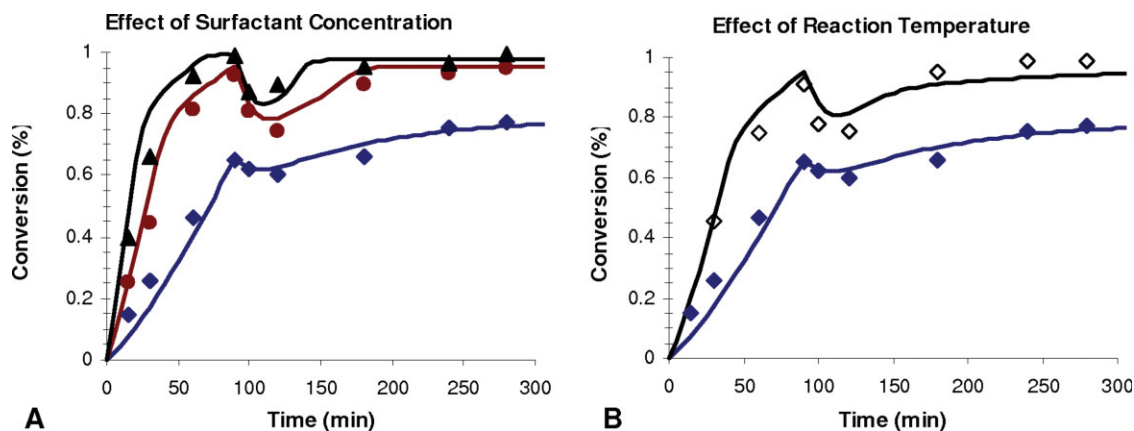 Effect of Surfactant Concentration
Conversion (%)
1
0.8
0.6
0.4
0.2
0
0 50 100 150 200 250 300
Time (min)
A
Effect of Reaction Temperature
Conversion (%)
1
0.8
0.6
0.4
0.2
0
0 50 100 150 200 250 300
Time (min)
B